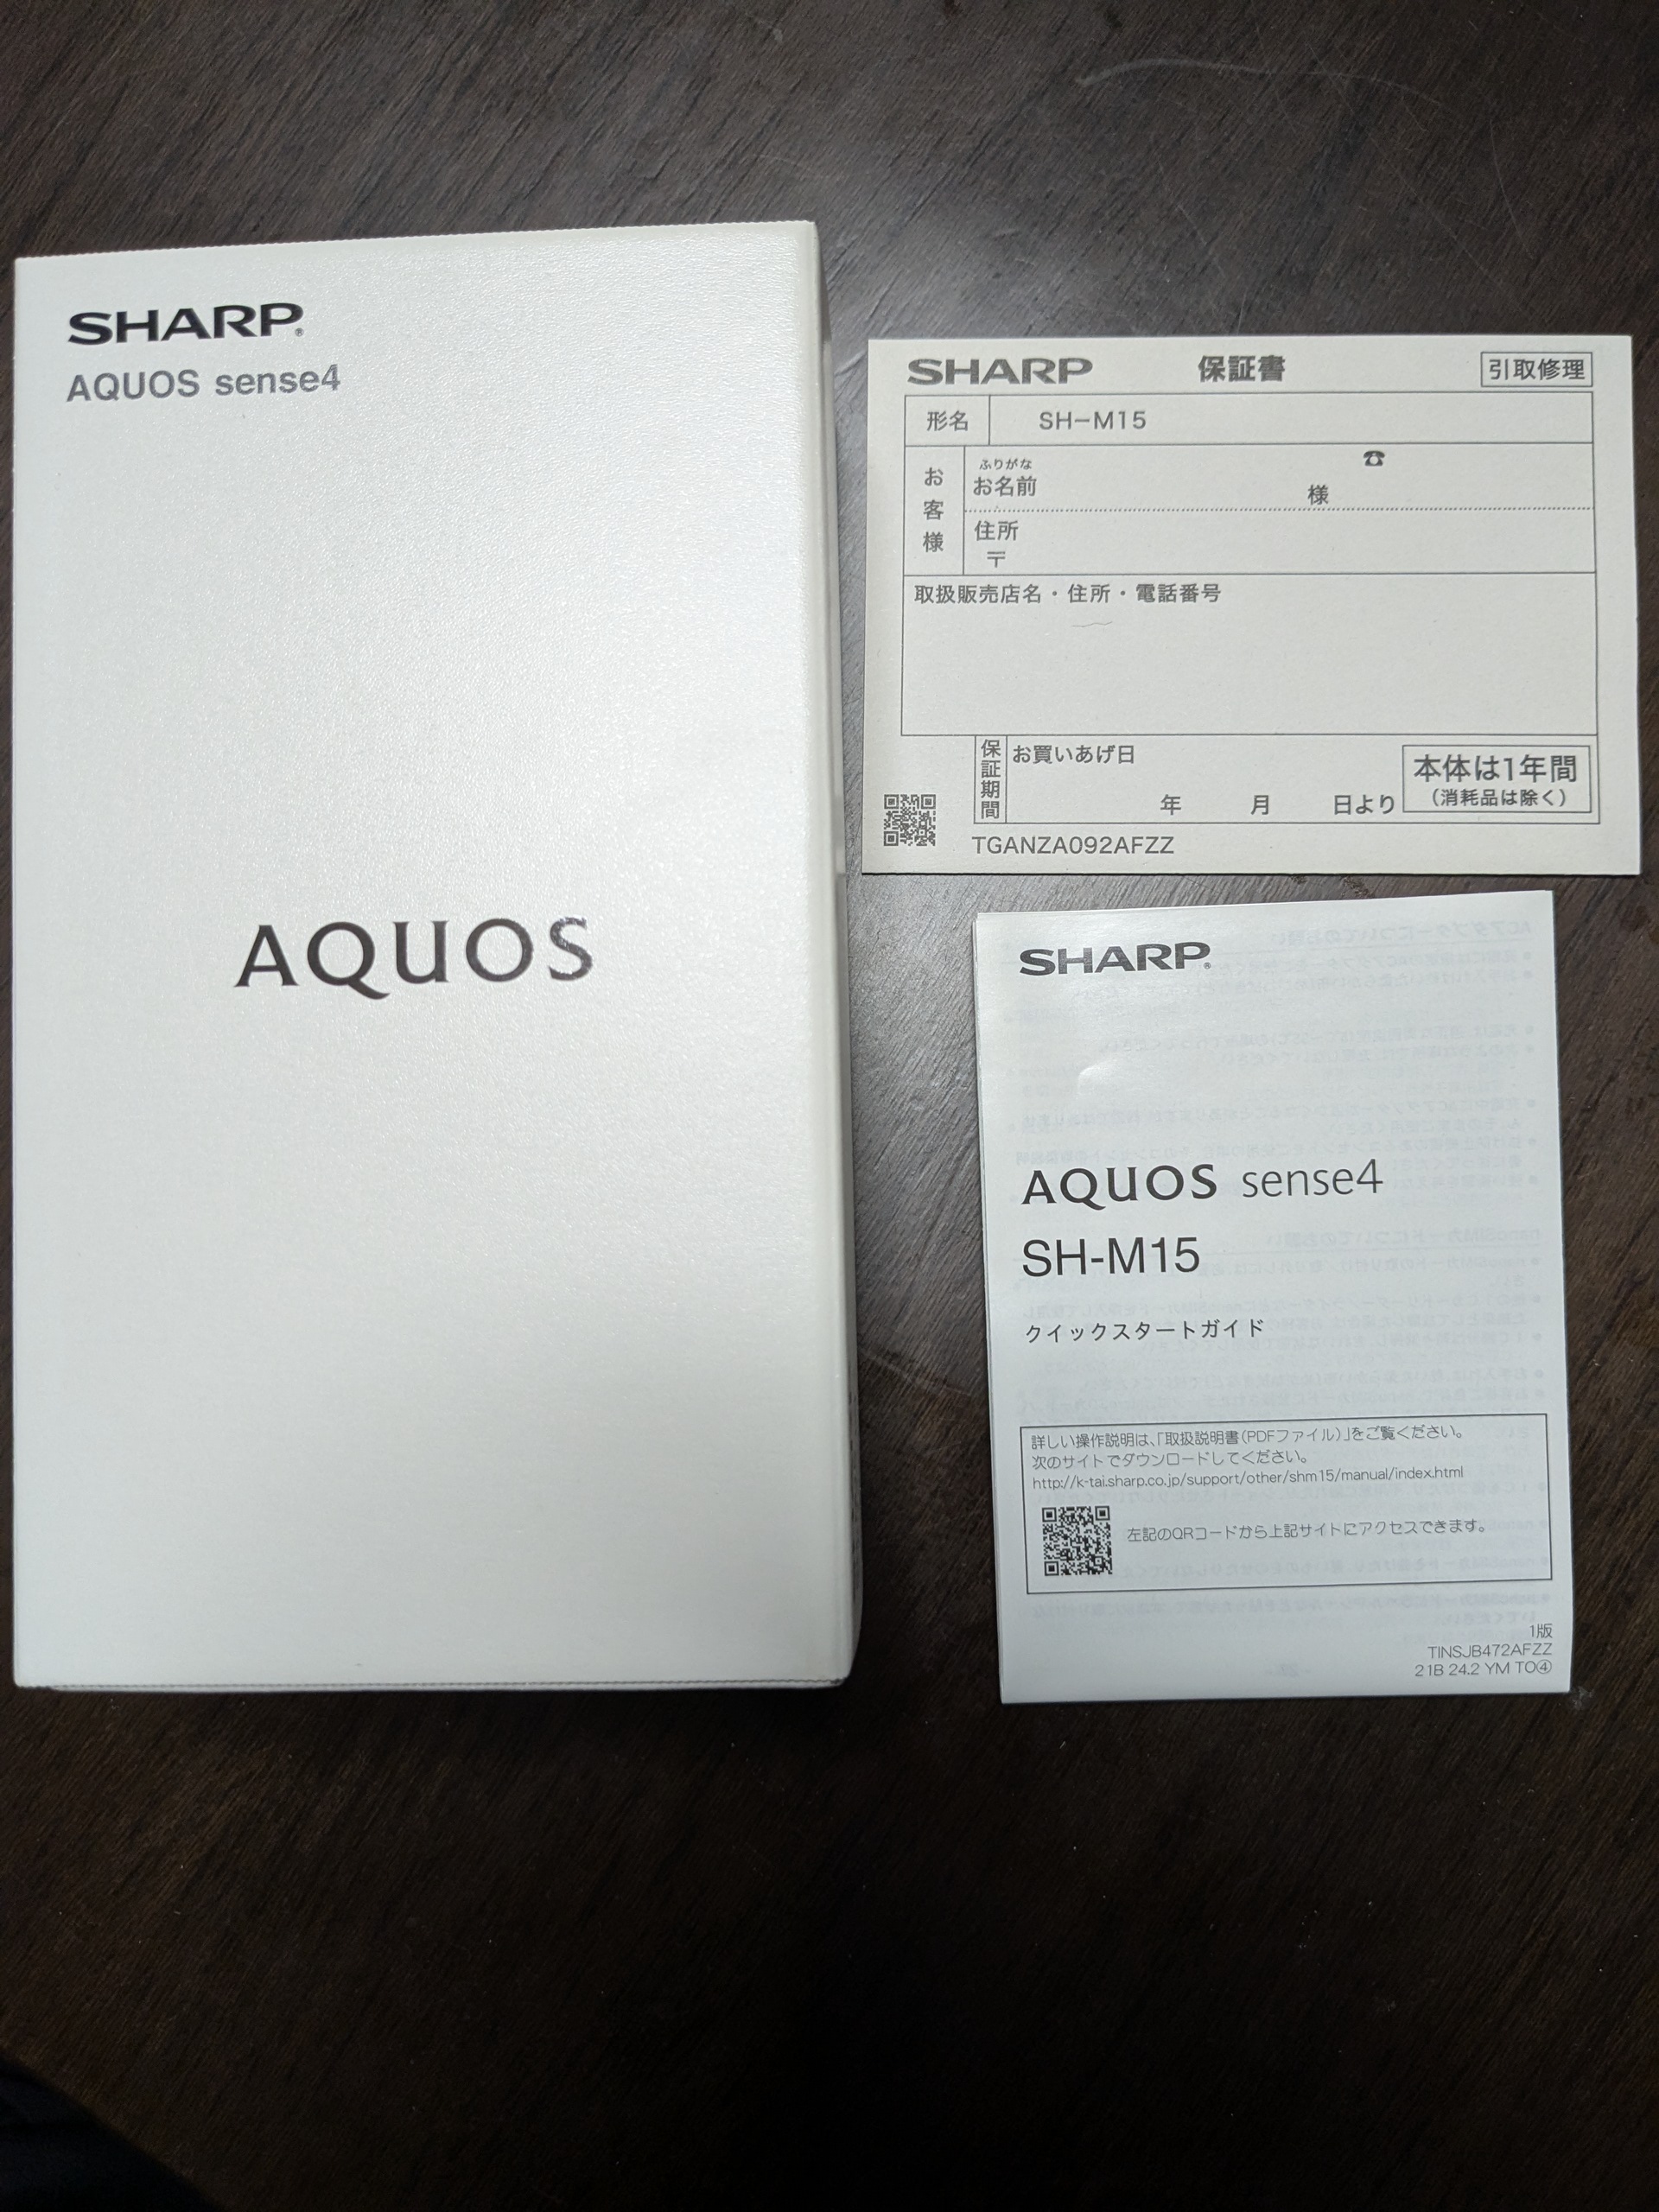 SHARP®
AQUOS sense4
AQUOS
SHARP 保証書 引取修理
形名 SH-M15
お客様
ふりがな
お名前 様 ☎
住所
〒
取扱販売店名・住所・電話番号
保証期間
お買いあげ日
年 月 日より
本体は1年間
(消耗品は除く)
TGANZA092AFZZ
SHARP®
AQUOS sense4
SH-M15
クイックスタートガイド
詳しい操作説明は、「取扱説明書(PDFファイル)」をご覧ください。
次のサイトでダウンロードしてください。
http://k-tai.sharp.co.jp/support/other/shm15/manual/index.html
左記のQRコードから上記サイトにアクセスできます。
1版
TINSJB472AFZZ
21B 24.2 YM TO④